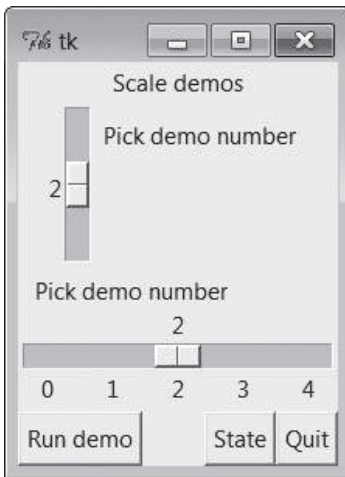 tk
Scale demos
Pick demo number
2
Pick demo number
2
0 1 2 3 4
Run demo State Quit